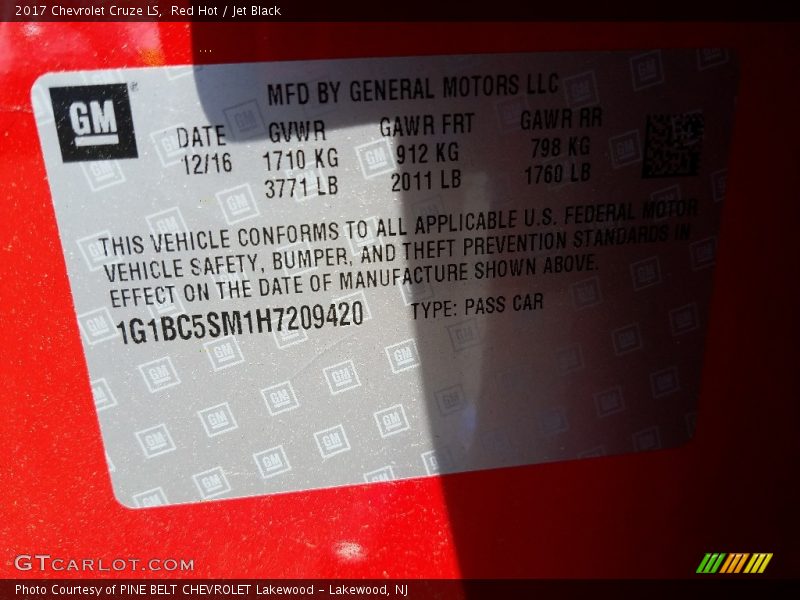 2017 Chevrolet Cruze LS, Red Hot / Jet Black
GM
MFD BY GENERAL MOTORS LLC
DATE GVWR GAWR FRT GAWR RR
12/16 1710 KG 912 KG 798 KG
3771 LB 2011 LB 1760 LB
THIS VEHICLE CONFORMS TO ALL APPLICABLE U.S. FEDERAL MOTOR
VEHICLE SAFETY, BUMPER, AND THEFT PREVENTION STANDARDS IN
EFFECT ON THE DATE OF MANUFACTURE SHOWN ABOVE.
1G1BC5SM1H7209420 TYPE: PASS CAR
GTCARLOT.COM
Photo Courtesy of PINE BELT CHEVROLET Lakewood - Lakewood, NJ